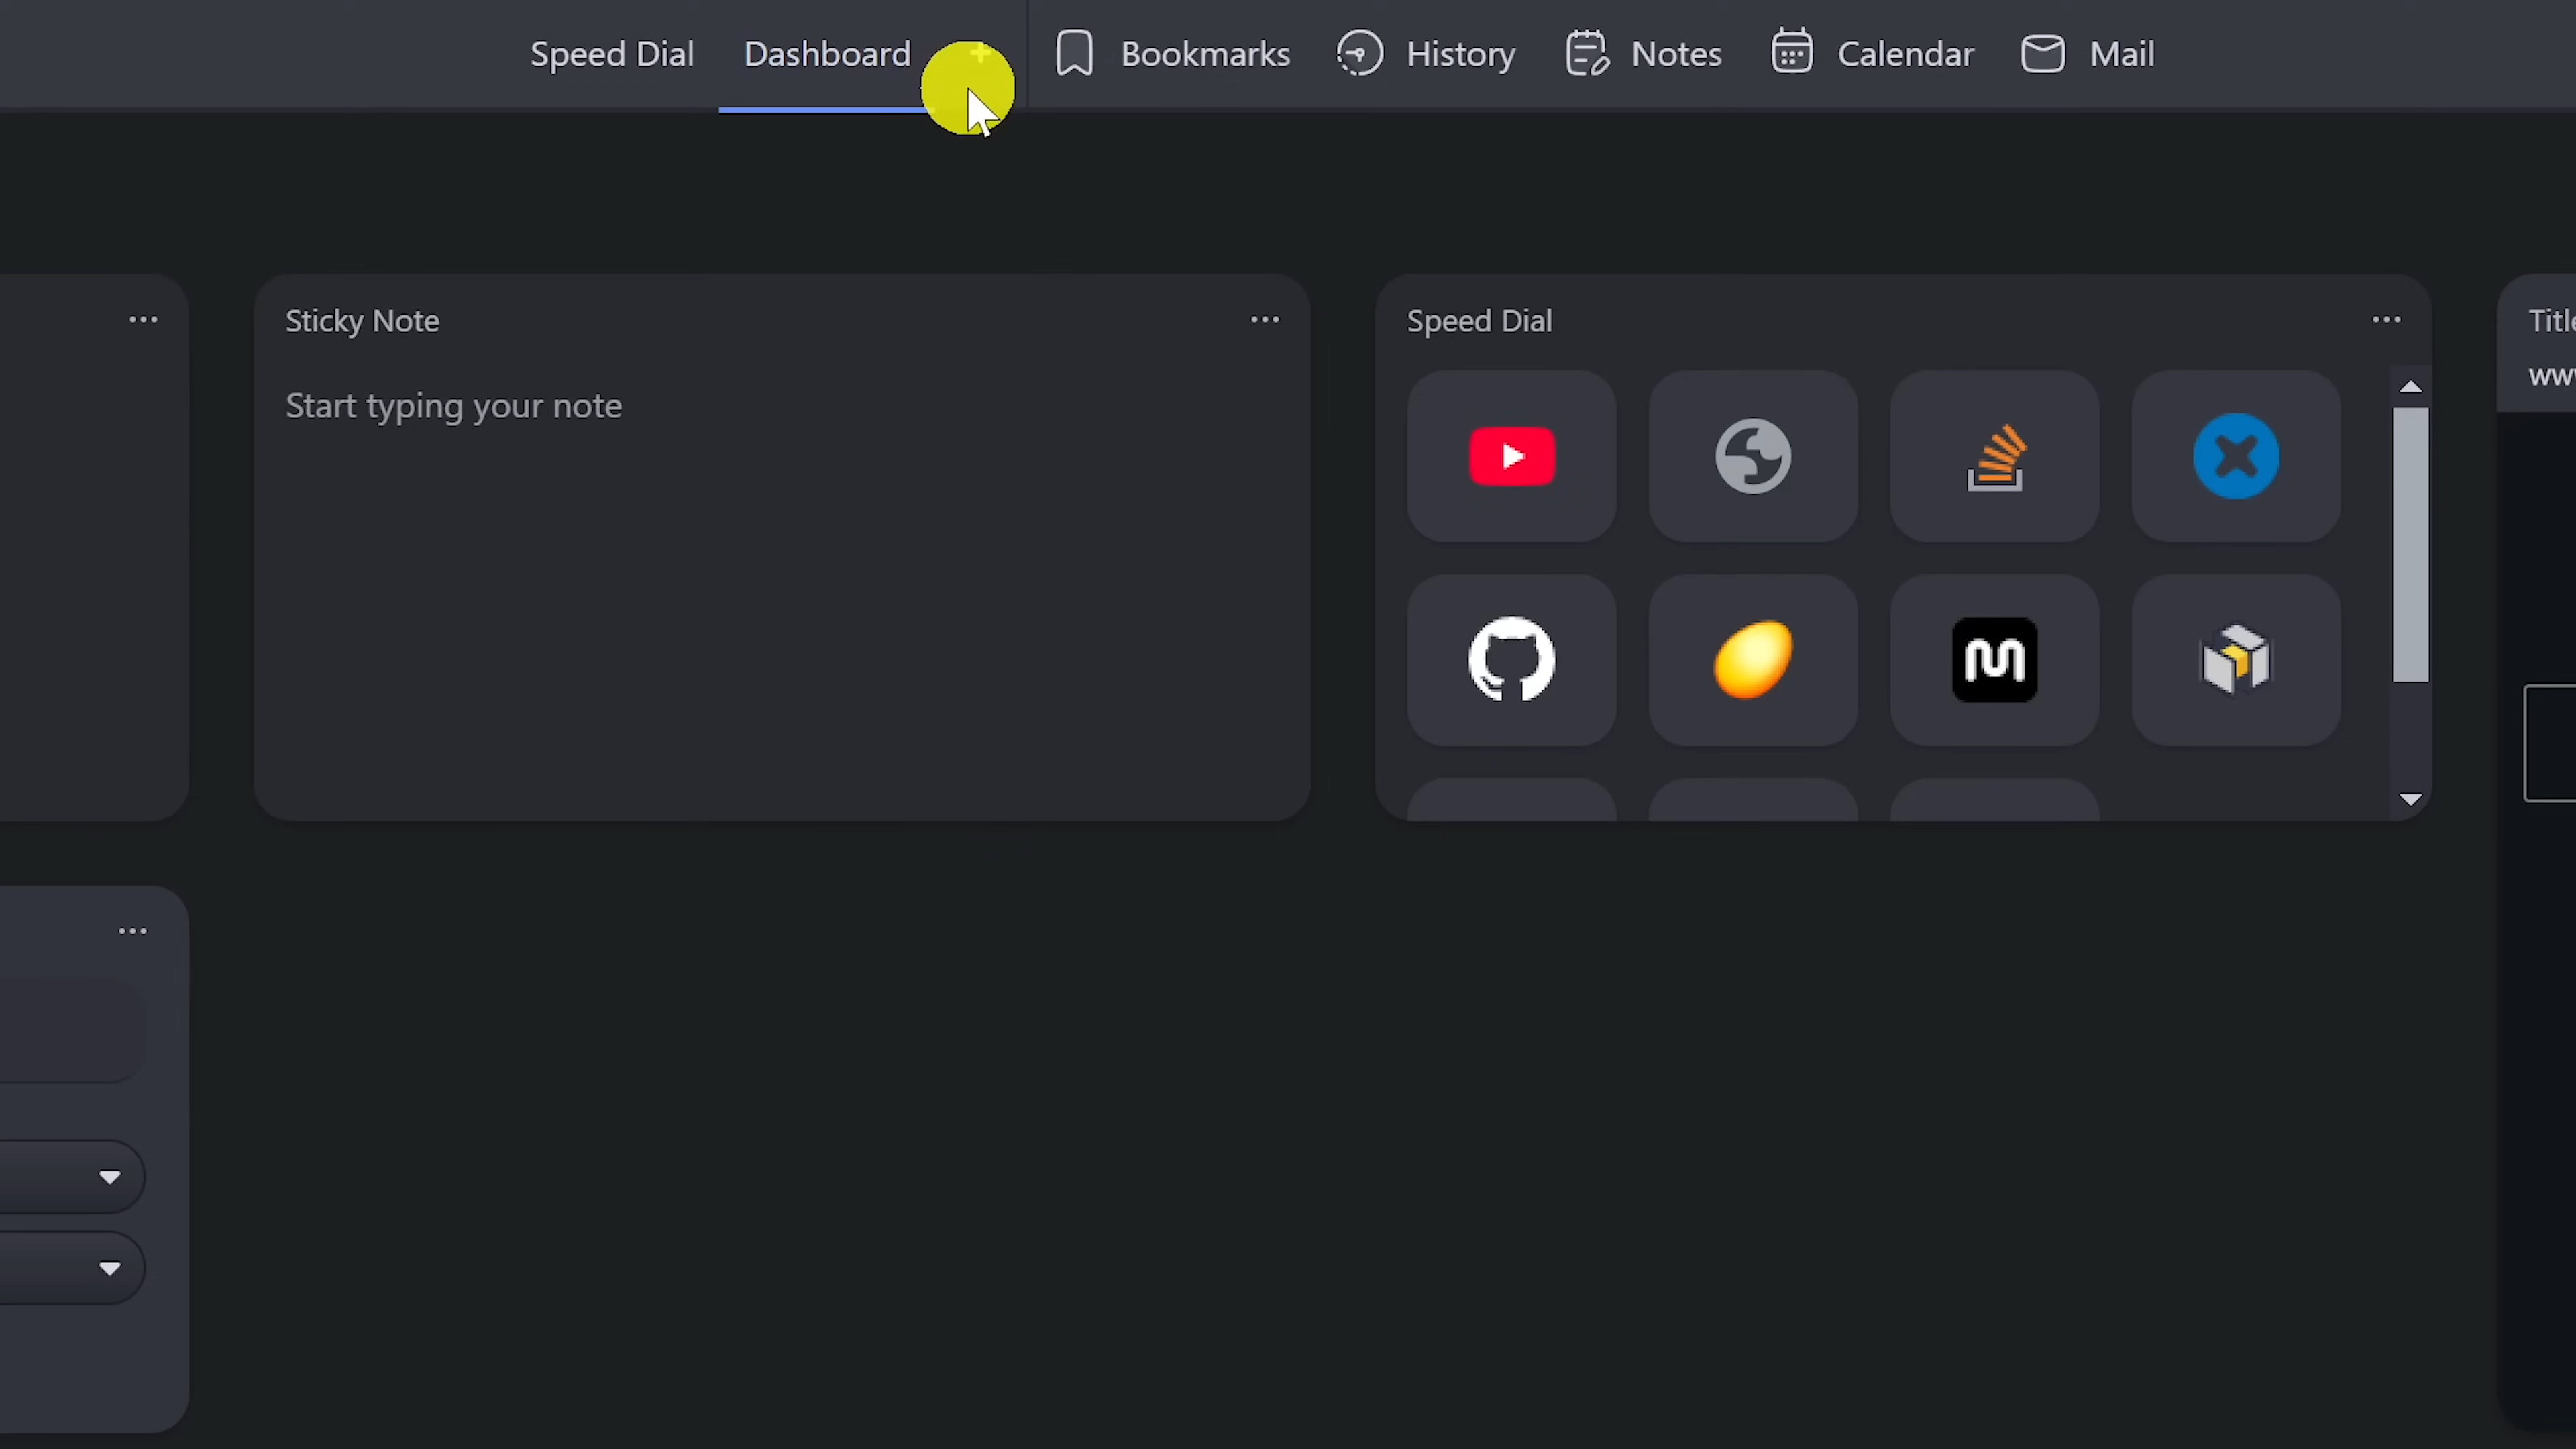 Speed Dial Dashboard + Bookmarks History Notes Calendar Mail
Sticky Note
Start typing your note
Speed Dial